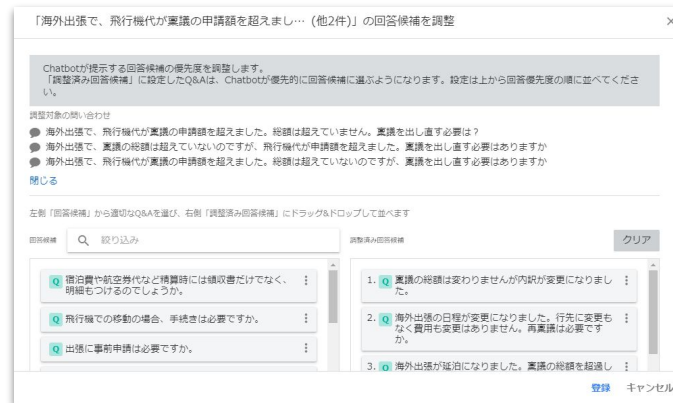 「海外出張で、飛行機代が稟議の申請額を超えまし… (他2件)」の回答候補を調整
×
Chatbotが提示する回答候補の優先度を調整します。
「調整済み回答候補」に設定したQ&Aは、Chatbotが優先的に回答候補に選ぶようになります。設定は上から回答優先度の順に並べてくださ
い。
調整対象の問い合わせ
海外出張で、飛行機代が稟議の申請額を超えました。総額は超えていません。稟議を出し直す必要は？
海外出張で、稟議の総額は超えていないのですが、飛行機代が申請額を超えました。稟議を出し直す必要はありますか
海外出張で、飛行機代が稟議の申請額を超えました。総額は超えていないのですが、稟議を出し直す必要はありますか
閉じる
左側「回答候補」から適切なQ&Aを選び、右側「調整済み回答候補」にドラッグ&ドロップして並べます
回答候補
絞り込み
調整済み回答候補
クリア
Q 宿泊費や航空券代など精算時には領収書だけでなく、
明細もつけるのでしょうか。
Q 飛行機での移動の場合、手続きは必要ですか。
Q 出張に事前申請は必要ですか。
1. Q 稟議の総額は変わりませんが内訳が変更になりまし
た。
2. Q 海外出張の日程が変更になりました。行先に変更も
なく費用も変更はありません。再稟議は必要です
か。
3. Q 海外出張が延泊になりました。稟議の総額を超過し
登録
キャンセル